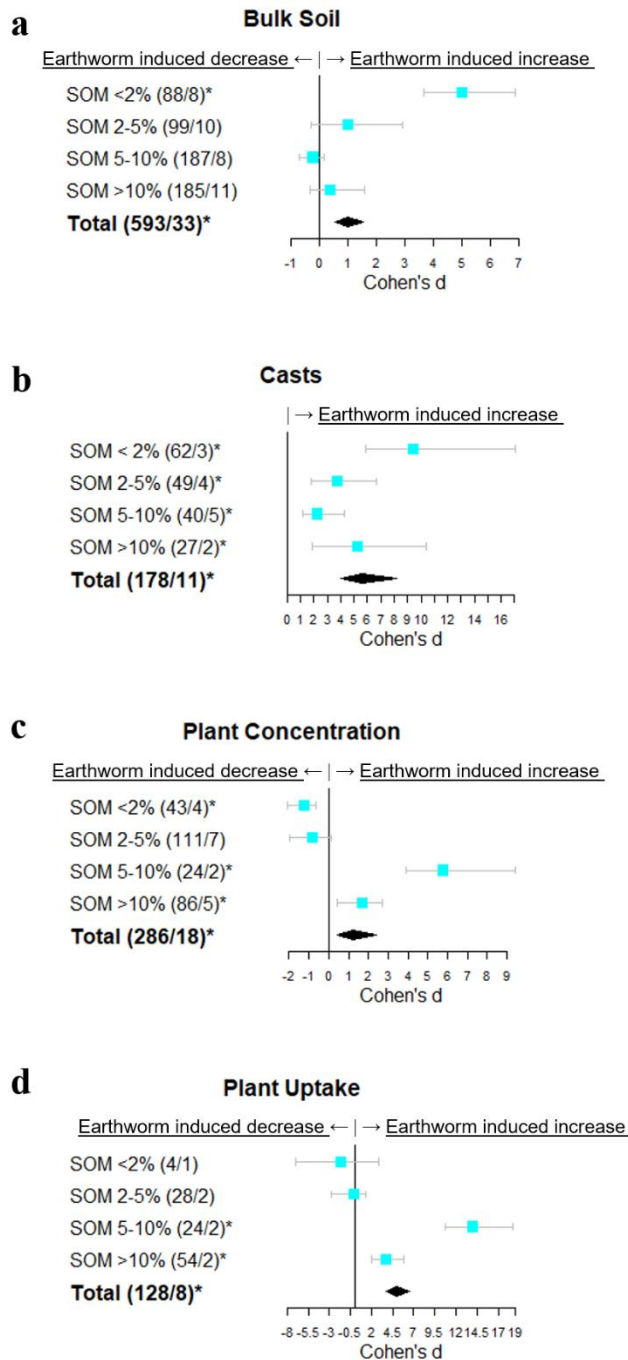 a
Bulk Soil
Earthworm induced decrease ← | → Earthworm induced increase
SOM <2% (88/8)*
SOM 2-5% (99/10)
SOM 5-10% (187/8)
SOM >10% (185/11)
Total (593/33)*
-1 0 1 2 3 4 5 6 7
Cohen's d
b
Casts
| → Earthworm induced increase
SOM < 2% (62/3)*
SOM 2-5% (49/4)*
SOM 5-10% (40/5)*
SOM >10% (27/2)*
Total (178/11)*
0 1 2 3 4 5 6 7 8 9 10 12 14 16
Cohen's d
c
Plant Concentration
Earthworm induced decrease ← | → Earthworm induced increase
SOM <2% (43/4)*
SOM 2-5% (111/7)
SOM 5-10% (24/2)*
SOM >10% (86/5)*
Total (286/18)*
-2 -1 0 1 2 3 4 5 6 7 8 9
Cohen's d
d
Plant Uptake
Earthworm induced decrease ← | → Earthworm induced increase
SOM <2% (4/1)
SOM 2-5% (28/2)
SOM 5-10% (24/2)*
SOM >10% (54/2)*
Total (128/8)*
-8 -5.5 -3 -0.5 2 4.5 7 9.5 12 14.5 17 19
Cohen's d